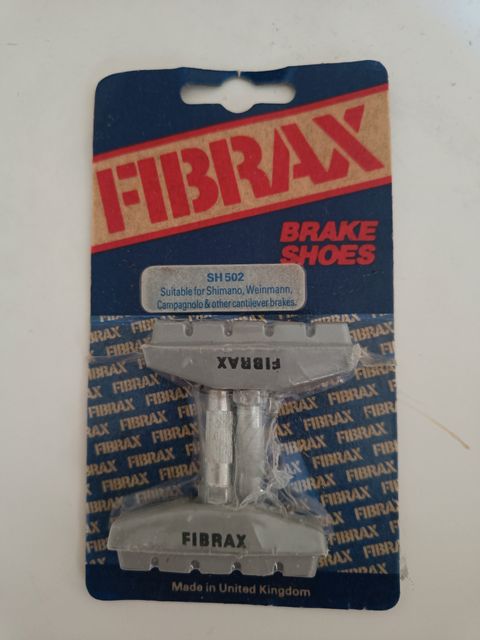 FIBRAX
BRAKE
SHOES
SH 502
Suitable for Shimano, Weinmann,
Campagnolo & other cantilever brakes.
FIBRAX
FIBRAX
Made in United Kingdom